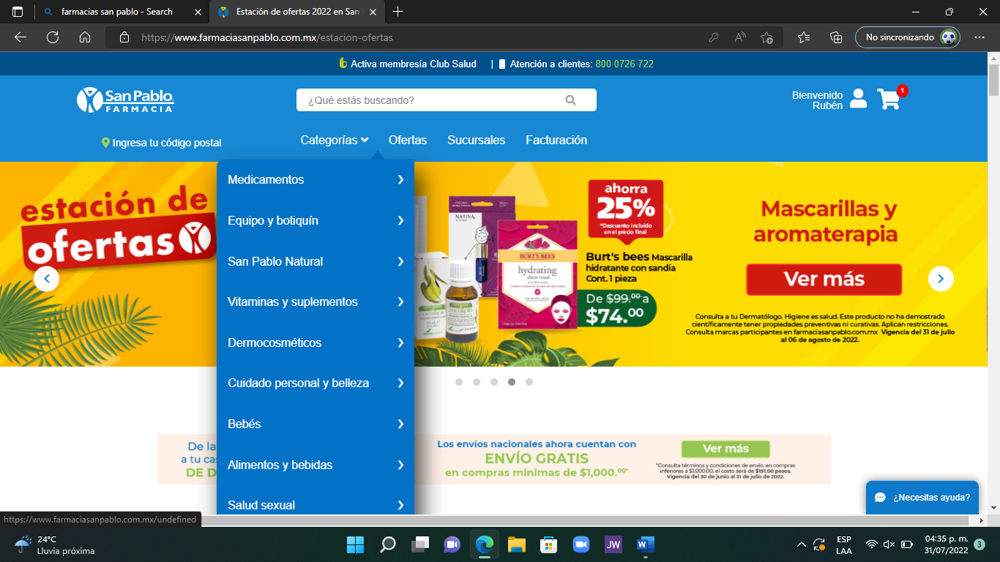 farmacias san pablo - Search
Estación de ofertas 2022 en San
https://www.farmaciasanpablo.com.mx/estacion-ofertas
No sincronizando
Activa membresía Club Salud | Atención a clientes: 800 0726 722
San Pablo
FARMACIA
¿Qué estás buscando?
Bienvenido
Rubén
1
Ingresa tu código postal
Categorías
Ofertas
Sucursales
Facturación
Medicamentos
Equipo y botiquín
San Pablo Natural
Vitaminas y suplementos
Dermocosméticos
Cuidado personal y belleza
Bebés
Alimentos y bebidas
Salud sexual
estación de
ofertas
NATIVA
eucalipto
BURT'S BEES
hydrating
sheet mask
ahorra
25%
*Descuento incluido
en el precio final
Burt's bees Mascarilla
hidratante con sandía
Cont. 1 pieza
De $99.00 a
$74.00
Mascarillas y
aromaterapia
Ver más
Consulta a tu Dermatólogo. Higiene es salud. Este producto no ha demostrado
científicamente tener propiedades preventivas ni curativas. Aplican restricciones.
Consulta marcas participantes en farmaciasanpablo.com.mx Vigencia del 31 de julio
al 06 de agosto de 2022.
De la
a tu cas
DE D
Los envíos nacionales ahora cuentan con
ENVÍO GRATIS
en compras mínimas de $1,000.00*
Ver más
*Consulta términos y condiciones de envío, en compras
inferiores a $1,000.00, el costo será de $191.00 pesos.
Vigencia del 30 de junio al 31 de julio de 2022.
¿Necesitas ayuda?
https://www.farmaciasanpablo.com.mx/undefined
24°C
Lluvia próxima
JW
W
ESP
LAA
04:35 p. m.
31/07/2022
3